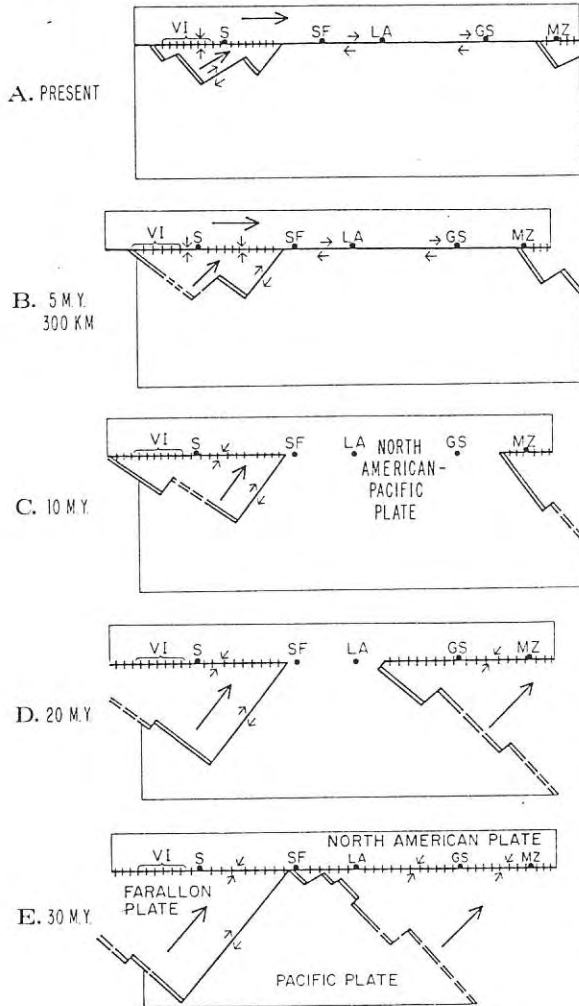 VI S SF LA GS MZ
A. PRESENT
VI S SF LA GS MZ
B. 5 M.Y.
300 KM
VI S SF LA GS MZ
NORTH
AMERICAN-
PACIFIC
PLATE
C. 10 M.Y.
VI S SF LA GS MZ
D. 20 M.Y.
NORTH AMERICAN PLATE
VI S SF LA GS MZ
FARALLON
PLATE
E. 30 M.Y.
PACIFIC PLATE